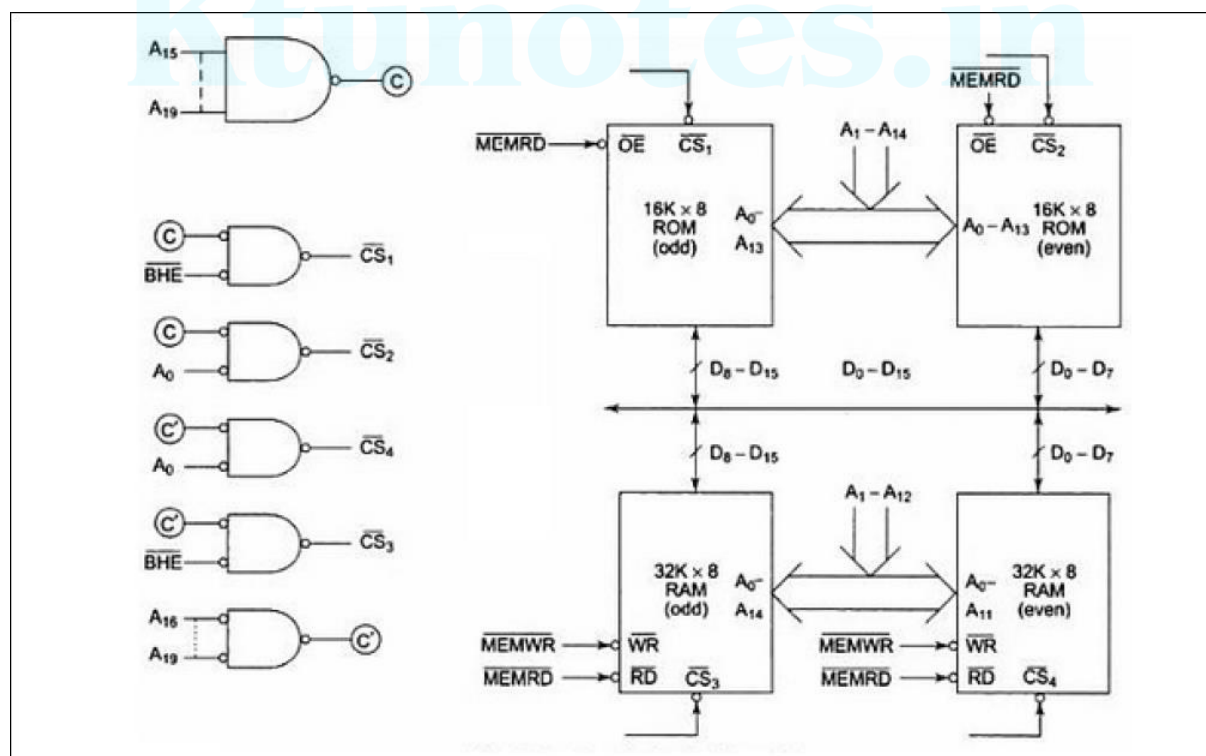 ktunotes.in
A15
A19
C
C
BHE
CS1
C
A0
CS2
C'
A0
CS4
C'
BHE
CS3
A16
A19
C'
MEMRD
MEMRD
OE CS1
16K × 8
ROM
(odd)
A0–
A13
A1 – A14
OE CS2
16K × 8
ROM
(even)
A0 – A13
D8 – D15
D0 – D15
D0 – D7
D8 – D15
D0 – D7
A1 – A12
32K × 8
RAM
(odd)
A0–
A14
MEMWR
WR
MEMRD
RD
CS3
32K × 8
RAM
(even)
A0–
A11
MEMWR
WR
MEMRD
RD
CS4